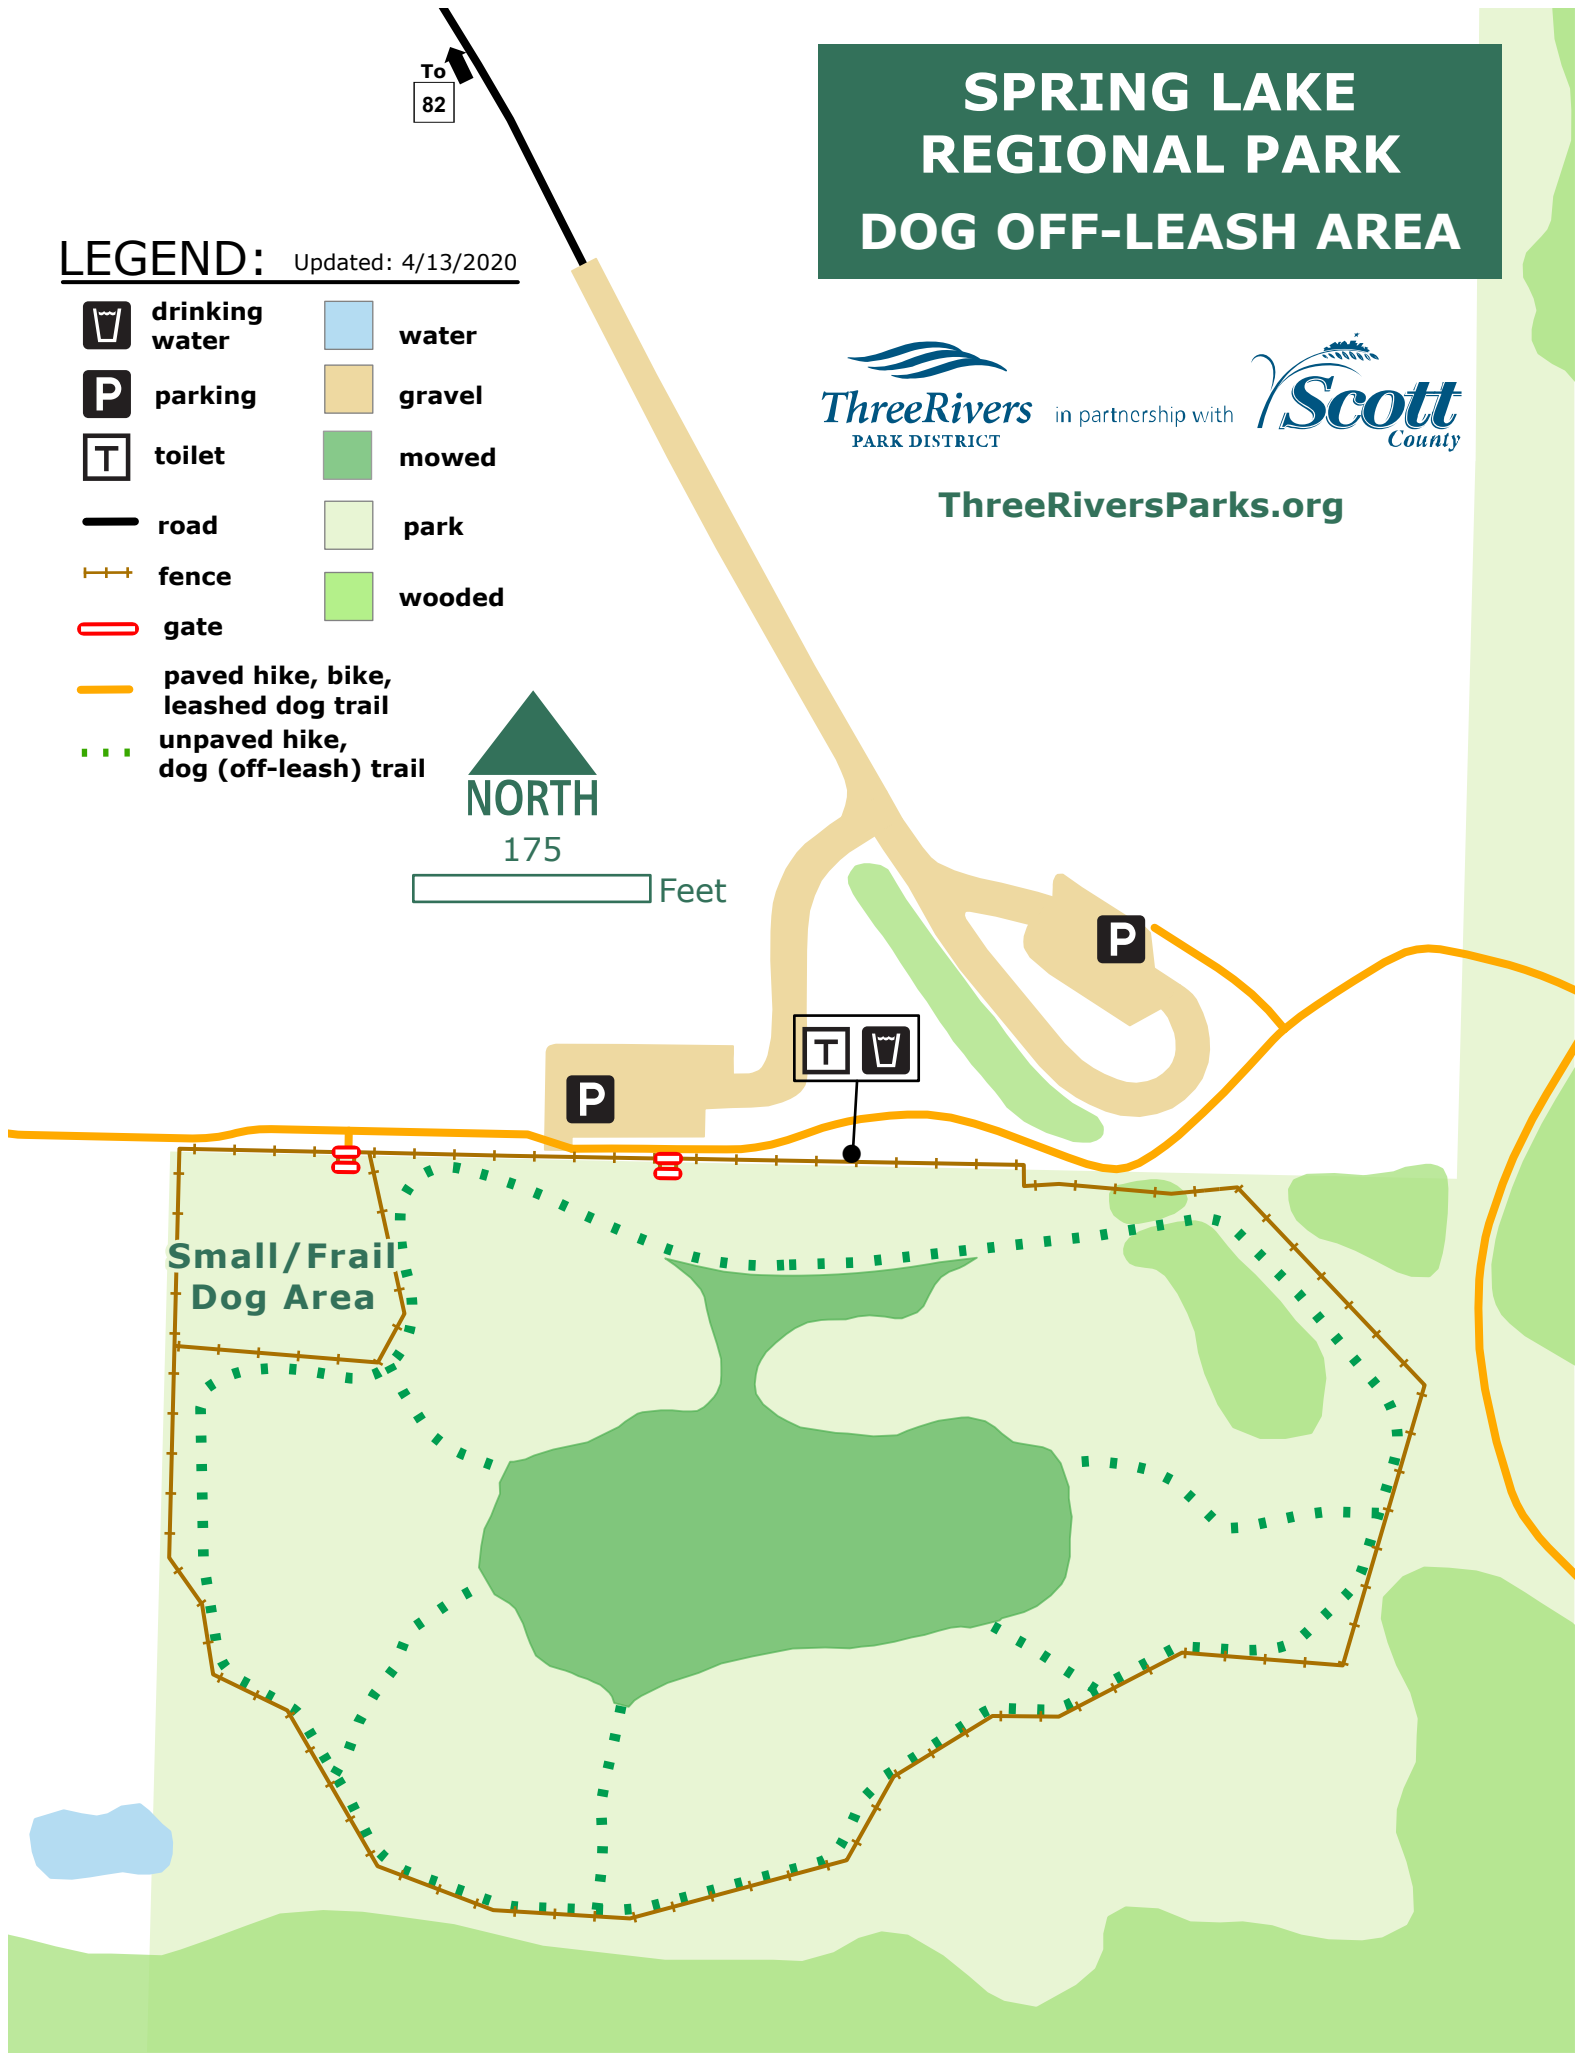 To
82
SPRING LAKE
REGIONAL PARK
DOG OFF-LEASH AREA
LEGEND: Updated: 4/13/2020
drinking
water
P parking
T toilet
road
fence
gate
paved hike, bike,
leashed dog trail
unpaved hike,
dog (off-leash) trail
water
gravel
mowed
park
wooded
ThreeRivers
PARK DISTRICT
in partnership with
Scott
County
ThreeRiversParks.org
NORTH
175
Feet
P
T
P
Small/Frail
Dog Area